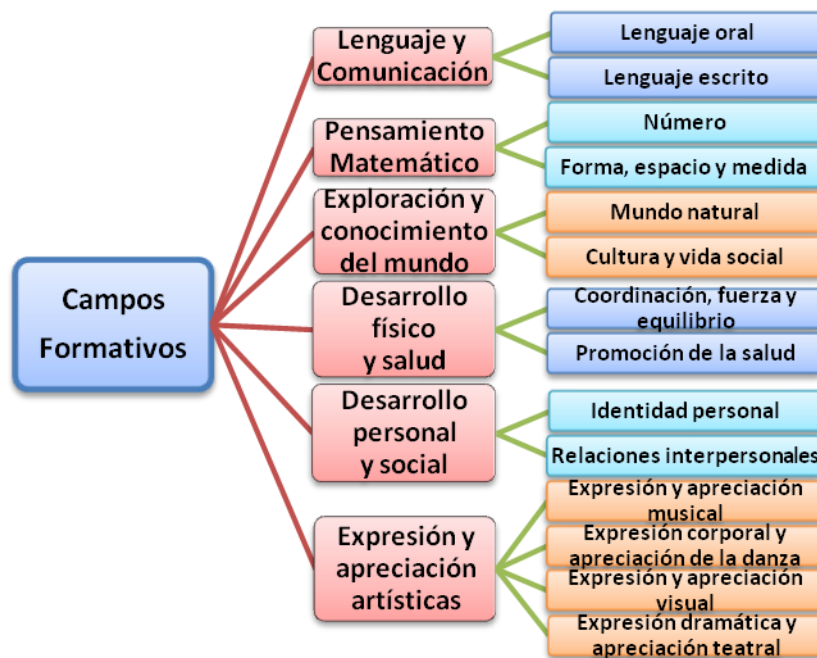 Campos
Formativos
Lenguaje y
Comunicación
Lenguaje oral
Lenguaje escrito
Pensamiento
Matemático
Número
Forma, espacio y medida
Exploración y
conocimiento
del mundo
Mundo natural
Cultura y vida social
Desarrollo
físico
y salud
Coordinación, fuerza y
equilibrio
Promoción de la salud
Desarrollo
personal
y social
Identidad personal
Relaciones interpersonales
Expresión y
apreciación
artísticas
Expresión y apreciación
musical
Expresión corporal y
apreciación de la danza
Expresión y apreciación
visual
Expresión dramática y
apreciación teatral